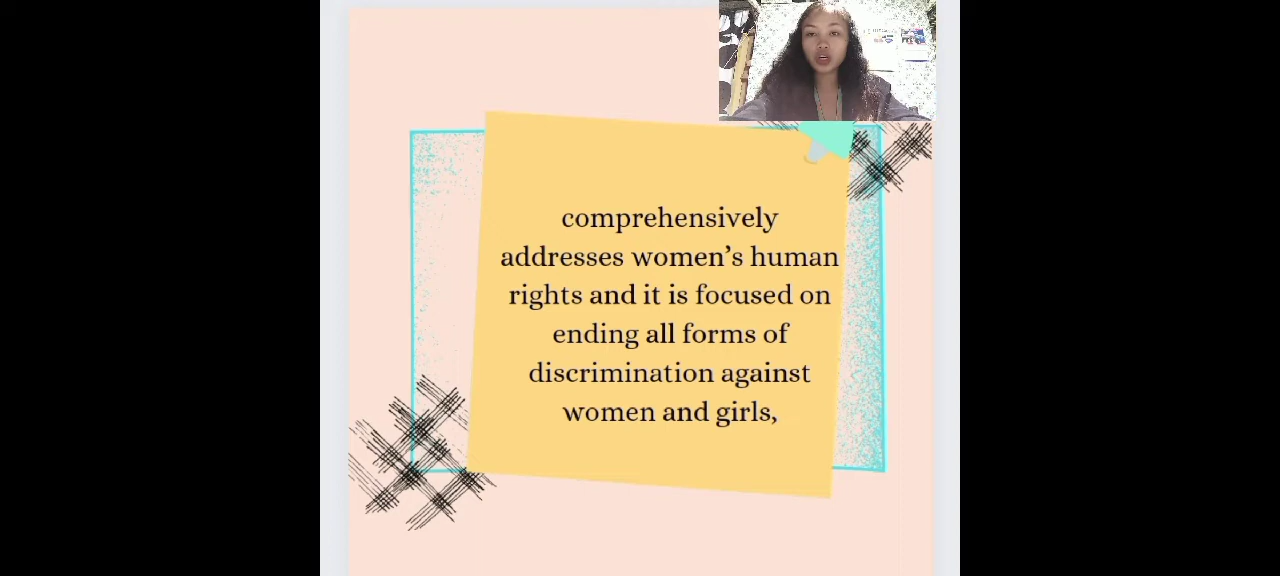 comprehensively
addresses women's human
rights and it is focused on
ending all forms of
discrimination against
women and girls,